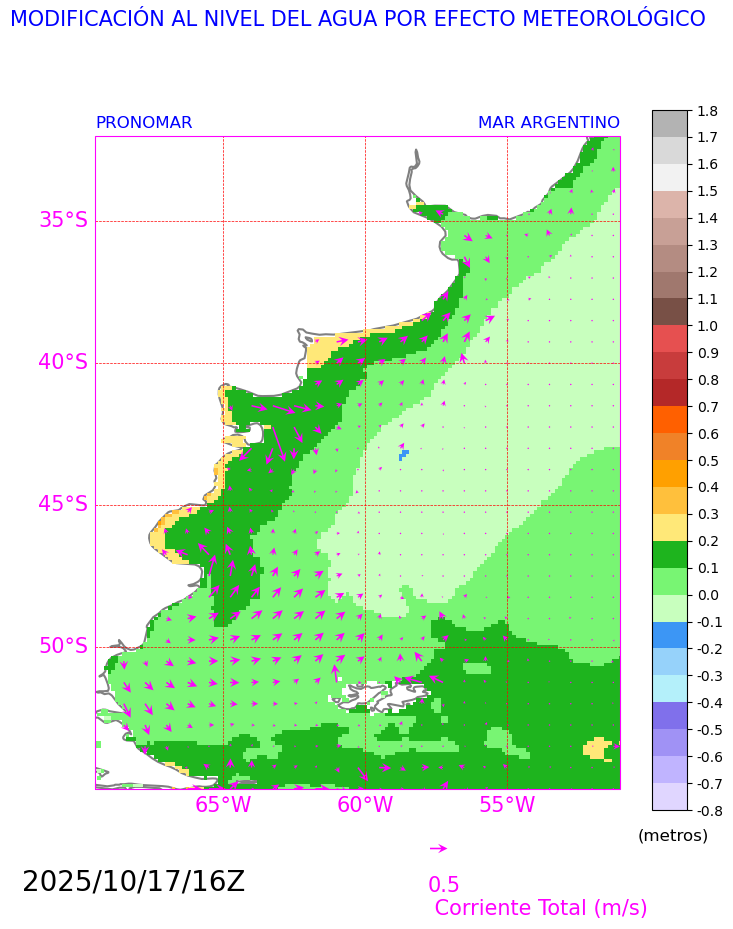 MODIFICACIÓN AL NIVEL DEL AGUA POR EFECTO METEOROLÓGICO
PRONOMAR MAR ARGENTINO
35°S
40°S
45°S
50°S
65°W 60°W 55°W
1.8
1.7
1.6
1.5
1.4
1.3
1.2
1.1
1.0
0.9
0.8
0.7
0.6
0.5
0.4
0.3
0.2
0.1
0.0
-0.1
-0.2
-0.3
-0.4
-0.5
-0.6
-0.7
-0.8
(metros)
2025/10/17/16Z
0.5
Corriente Total (m/s)